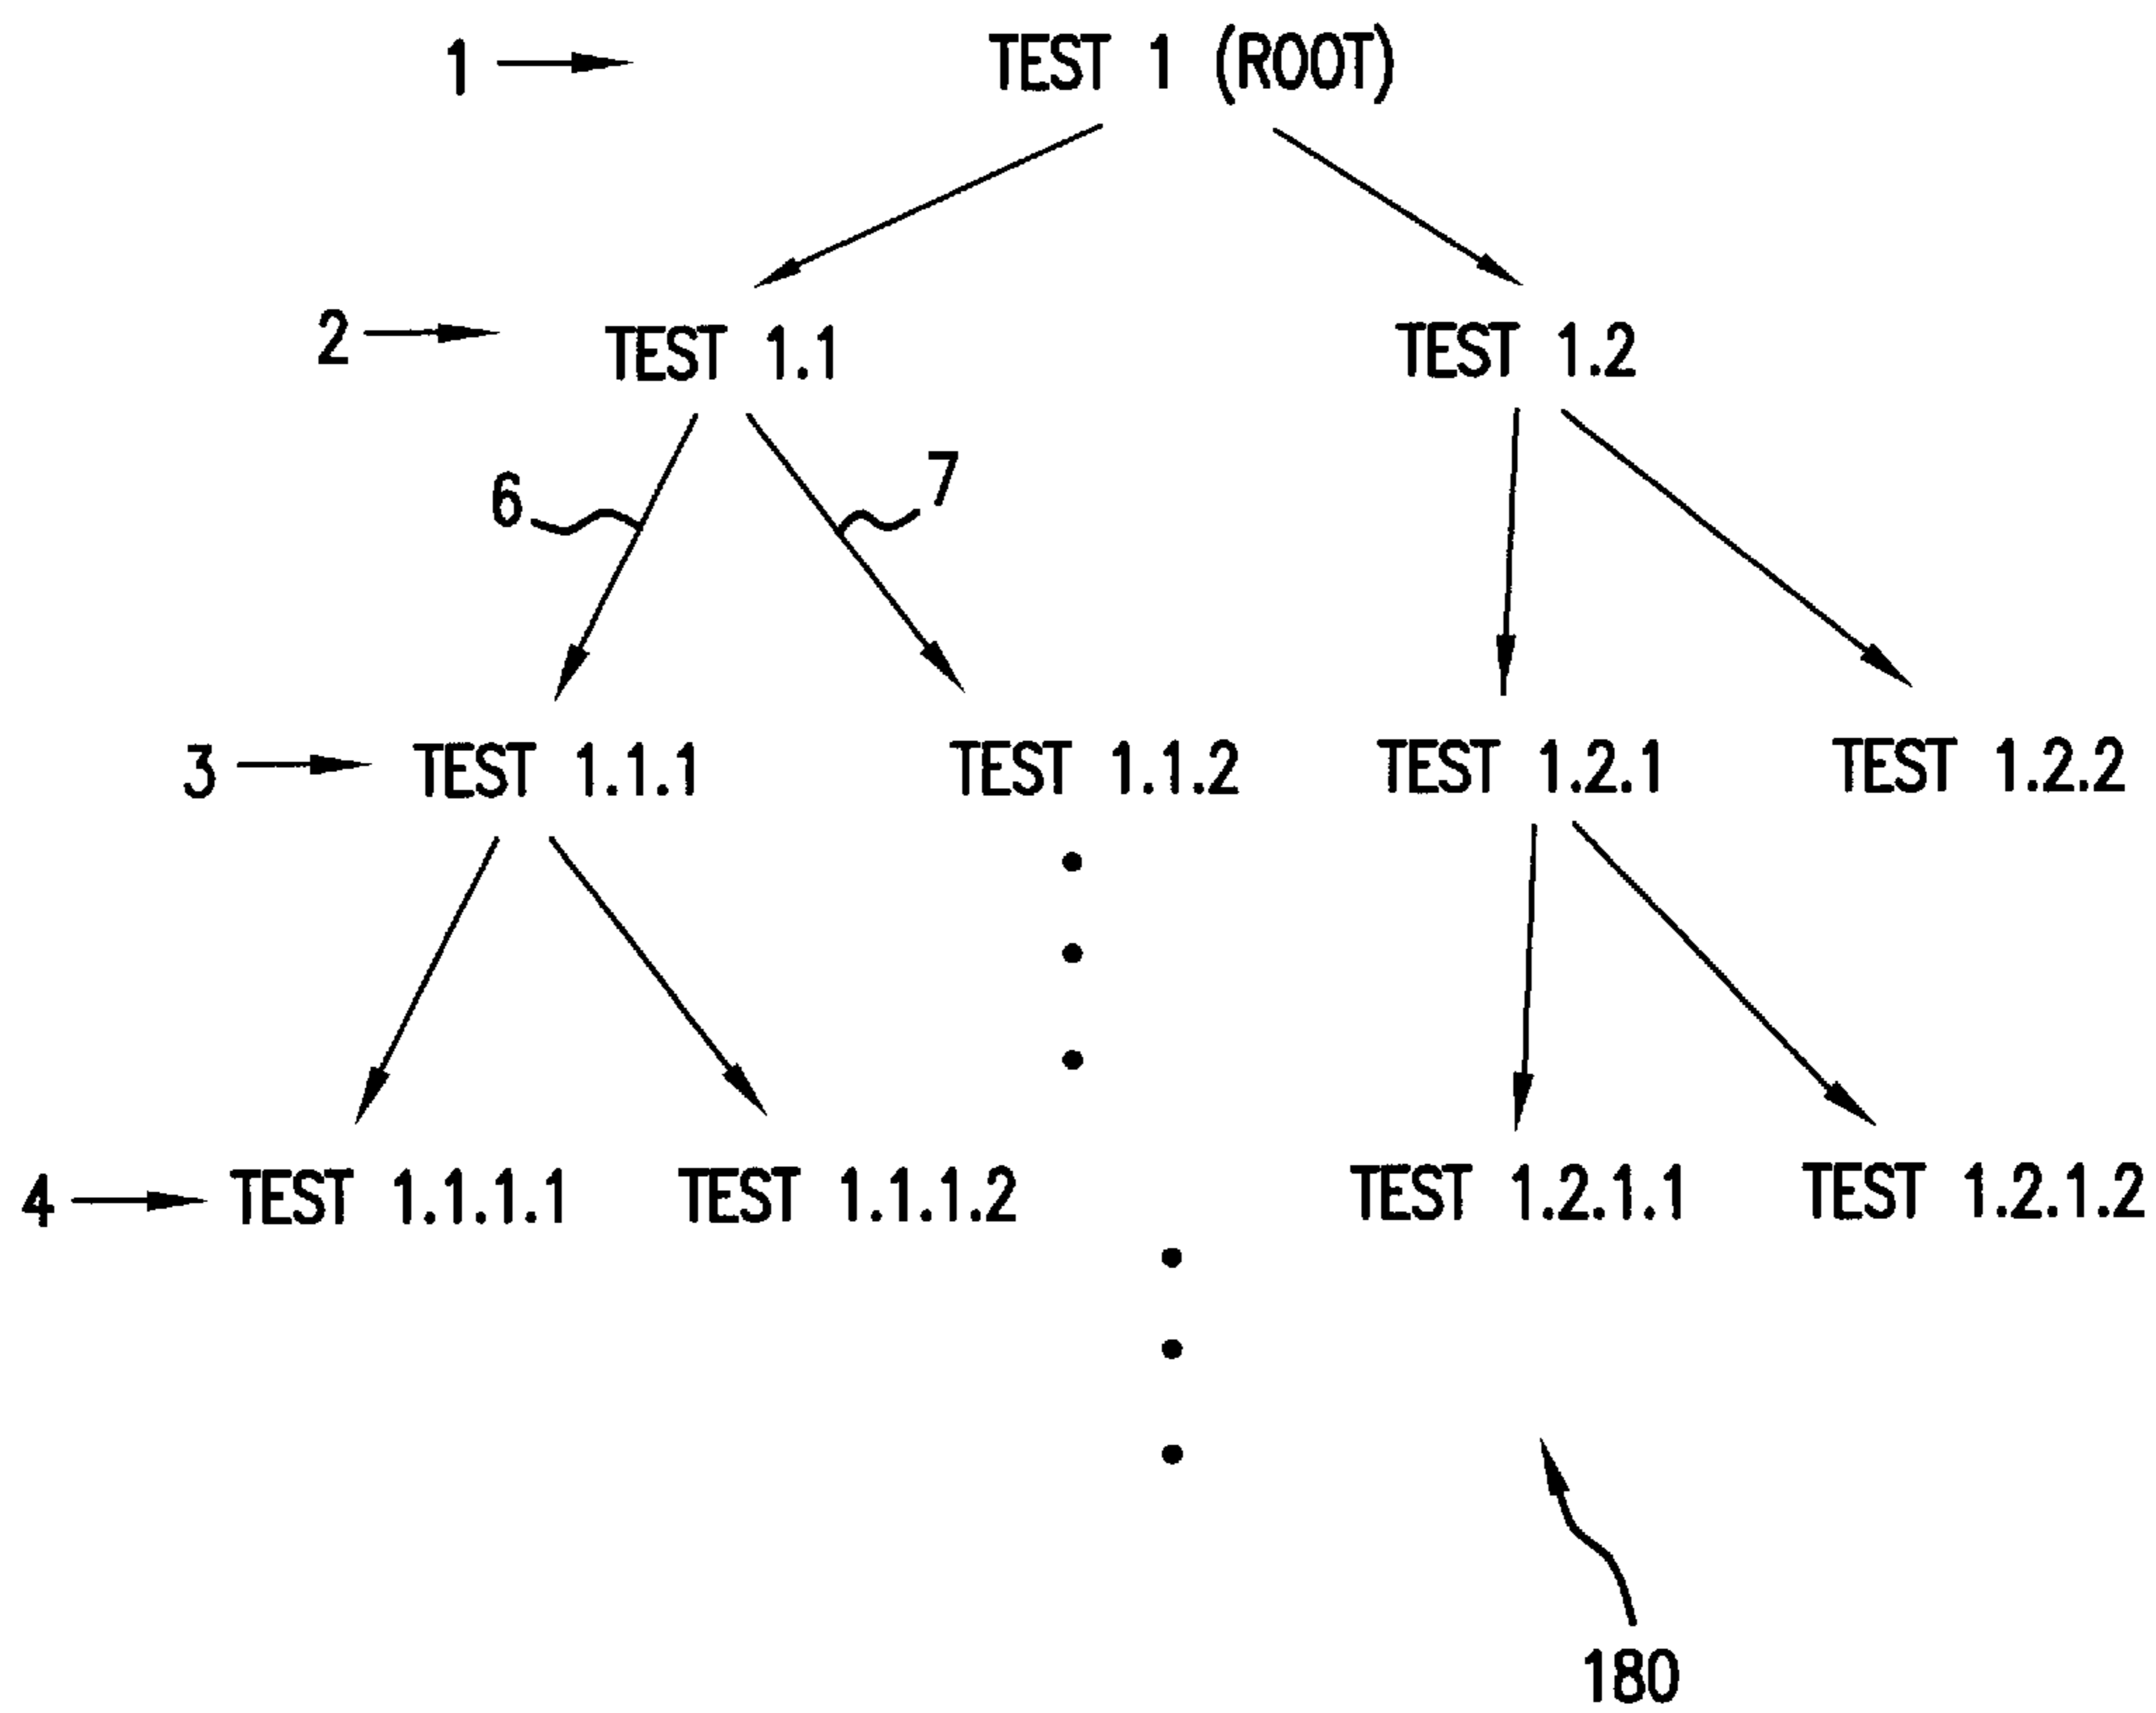 1 TEST 1 (ROOT)
2 TEST 1.1 TEST 1.2
6 7
3 TEST 1.1.1 TEST 1.1.2 TEST 1.2.1 TEST 1.2.2
4 TEST 1.1.1.1 TEST 1.1.1.2 TEST 1.2.1.1 TEST 1.2.1.2
180